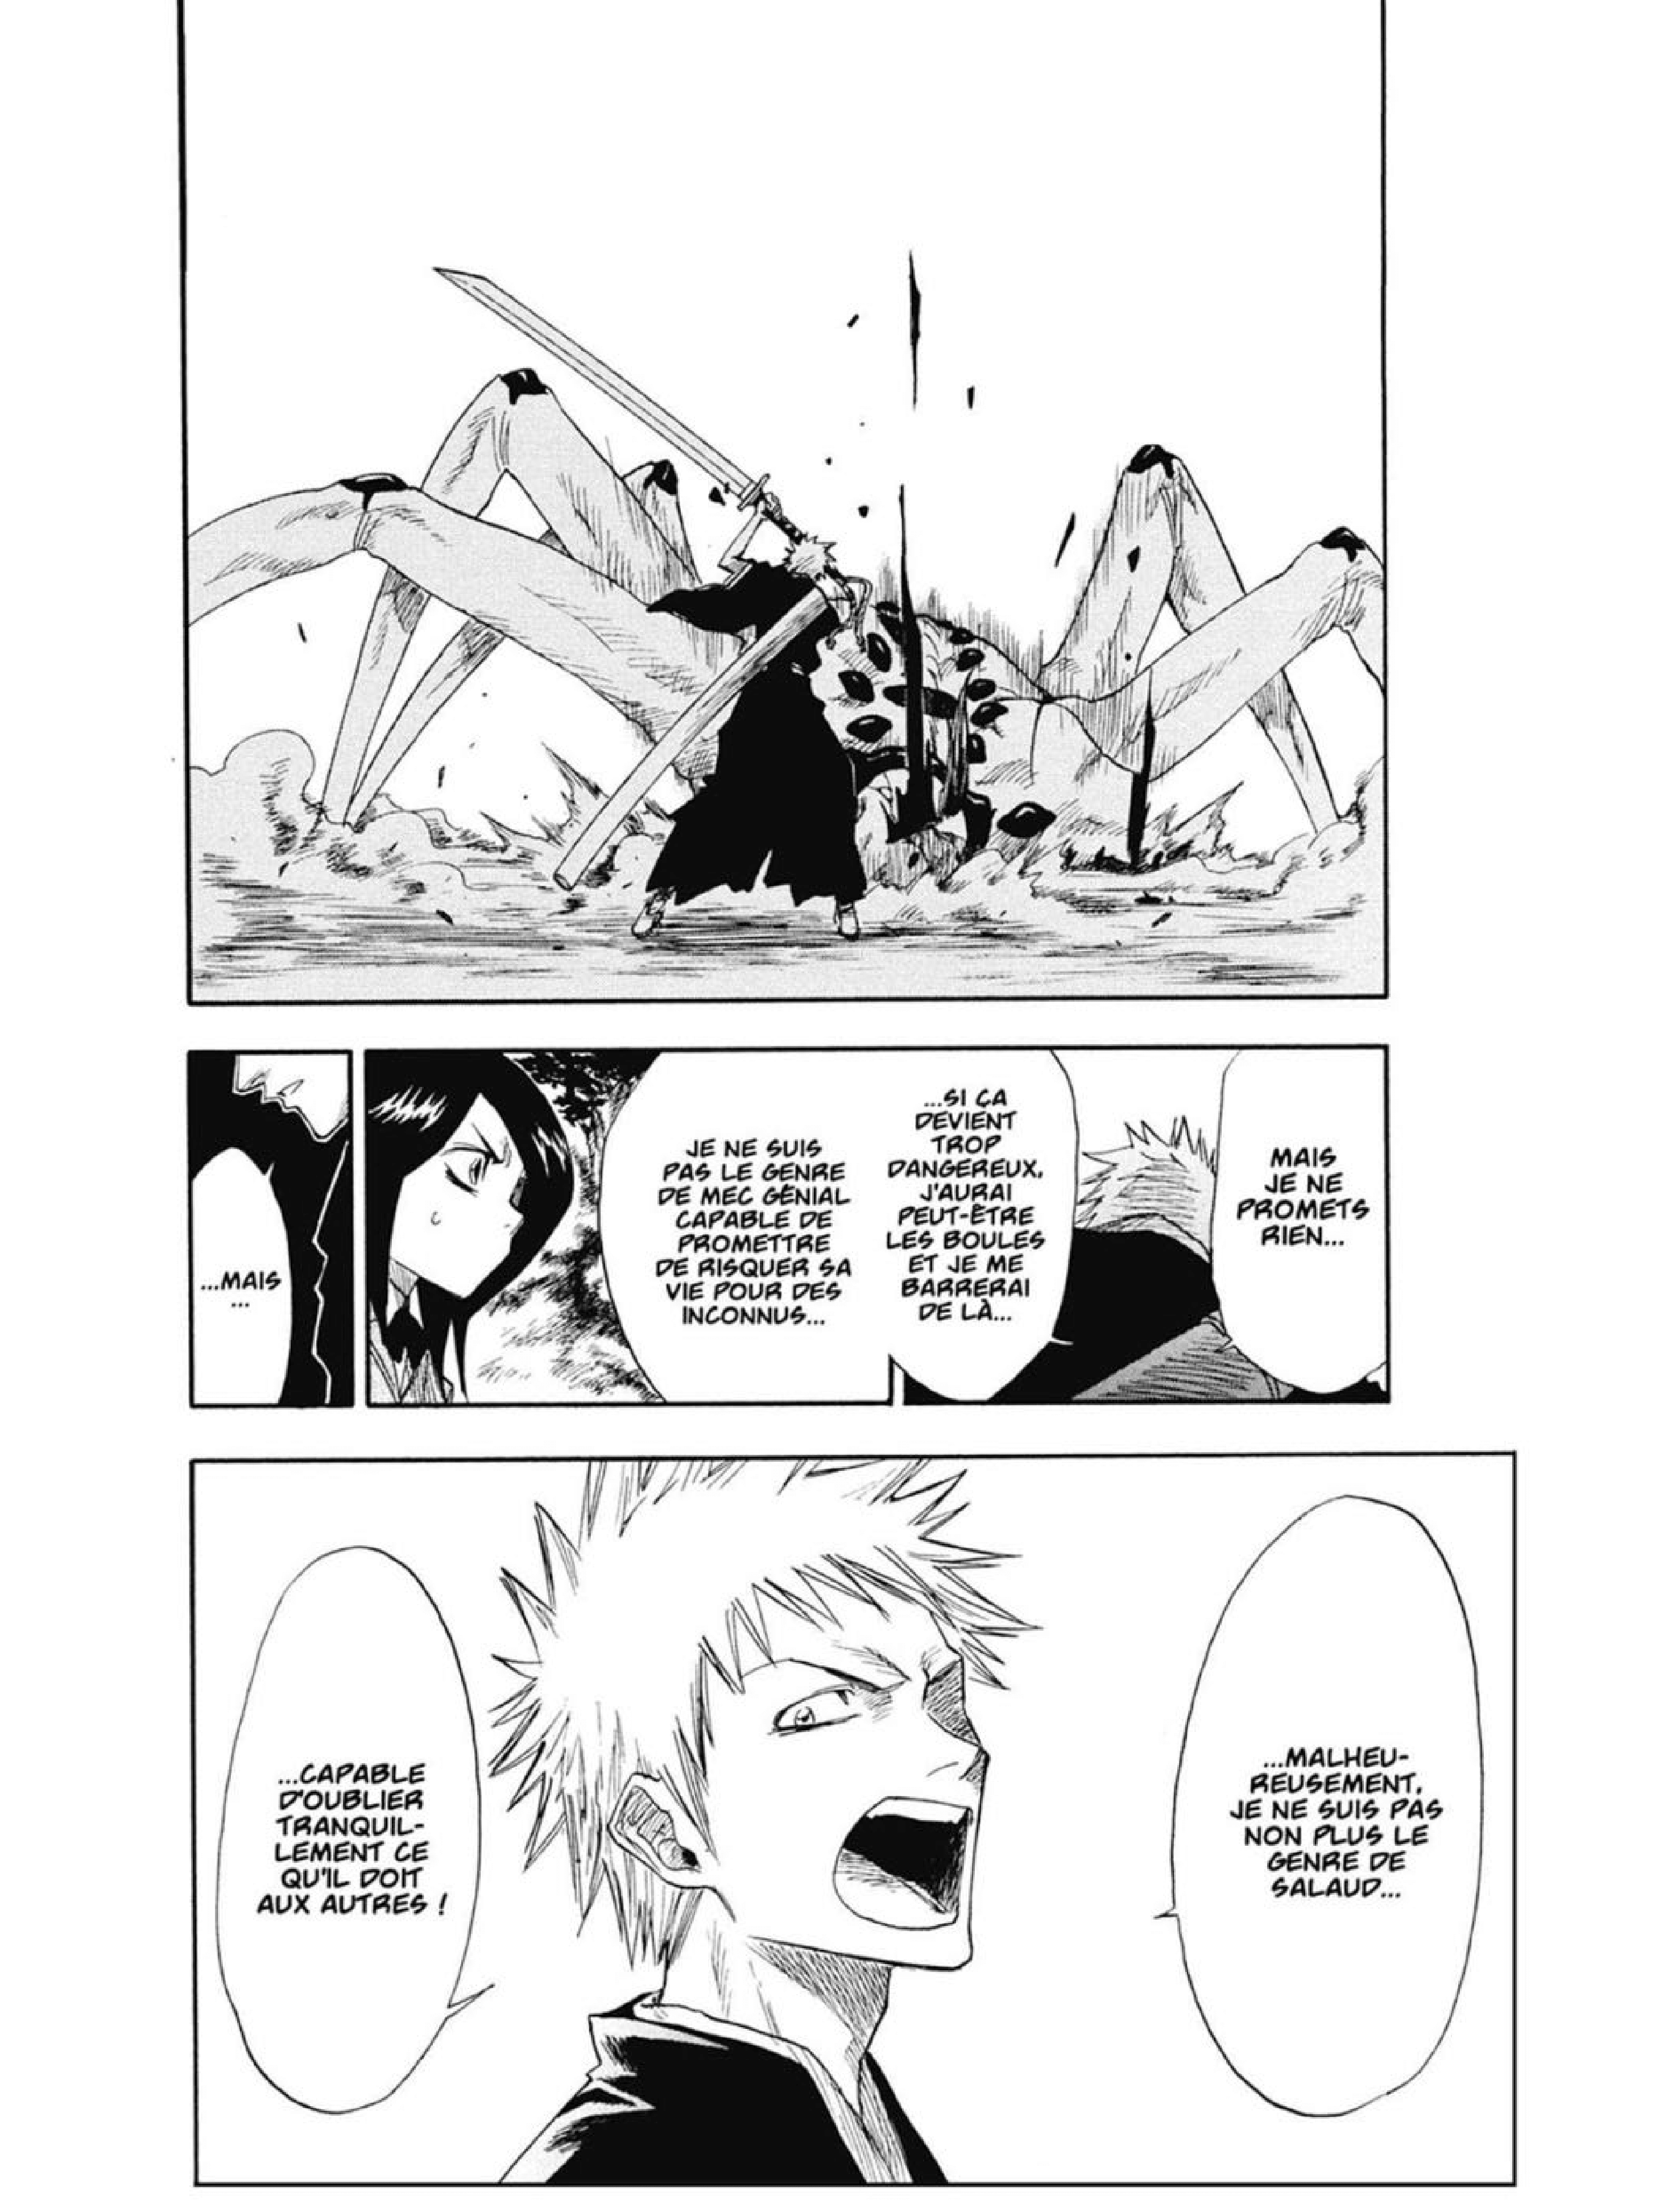 MAIS
JE NE
PROMETS
RIEN...
...SI ÇA
DEVIENT
TROP
DANGEREUX,
J'AURAI
PEUT-ÊTRE
LES BOULES
ET JE ME
BARRERAI
DE LÀ...
JE NE SUIS
PAS LE GENRE
DE MEC GÉNIAL
CAPABLE DE
PROMETTRE
DE RISQUER SA
VIE POUR DES
INCONNUS...
...MAIS
...
...MALHEU-
REUSEMENT,
JE NE SUIS PAS
NON PLUS LE
GENRE DE
SALAUD...
...CAPABLE
D'OUBLIER
TRANQUIL-
LEMENT CE
QU'IL DOIT
AUX AUTRES !